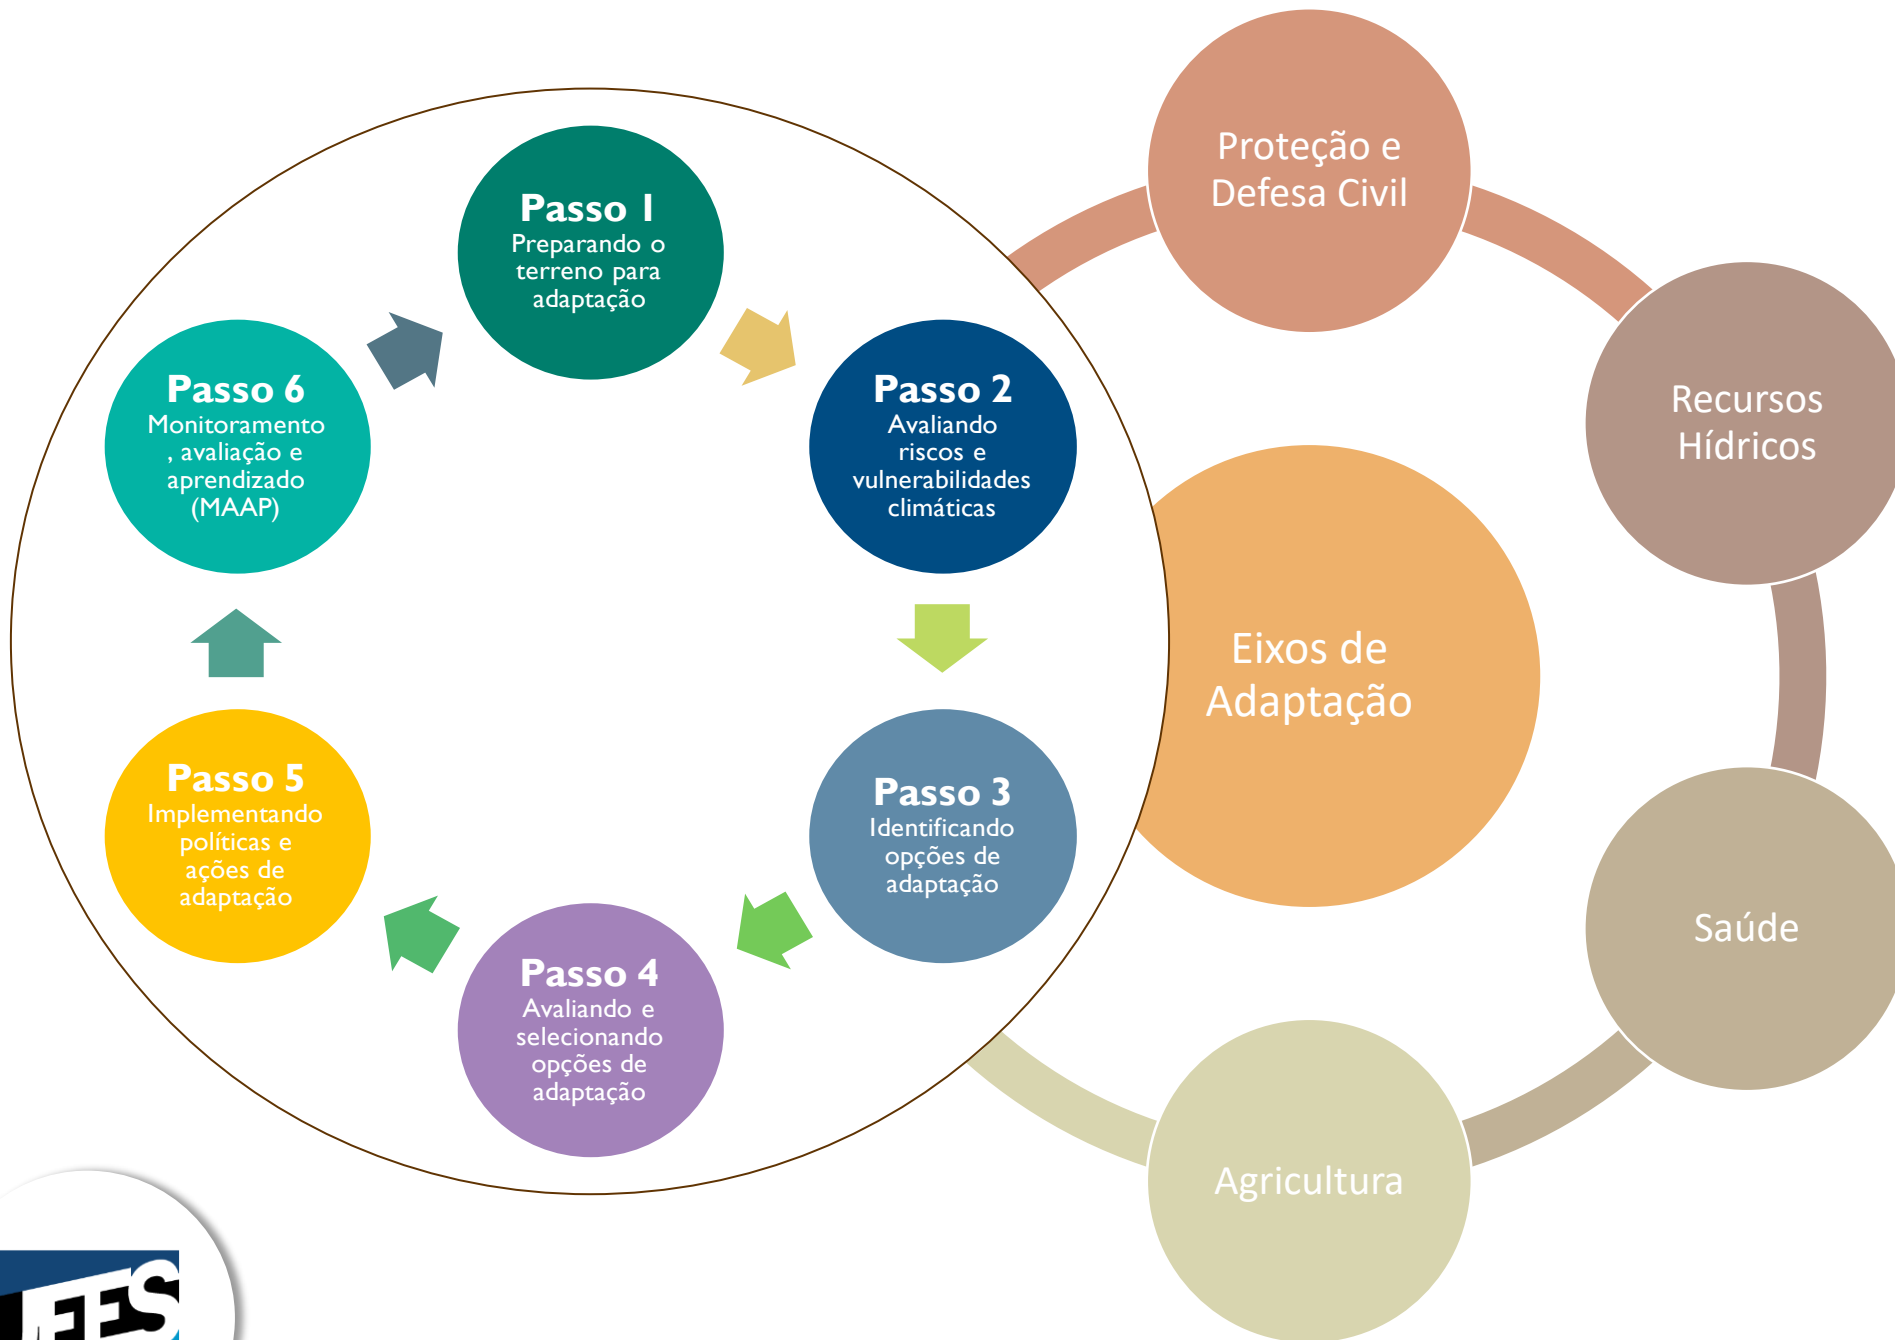 Passo 1
Preparando o
terreno para
adaptação
Passo 2
Avaliando
riscos e
vulnerabilidades
climáticas
Passo 3
Identificando
opções de
adaptação
Passo 4
Avaliando e
selecionando
opções de
adaptação
Passo 5
Implementando
políticas e
ações de
adaptação
Passo 6
Monitoramento
, avaliação e
aprendizado
(MAAP)
Eixos de
Adaptação
Proteção e
Defesa Civil
Recursos
Hídricos
Saúde
Agricultura